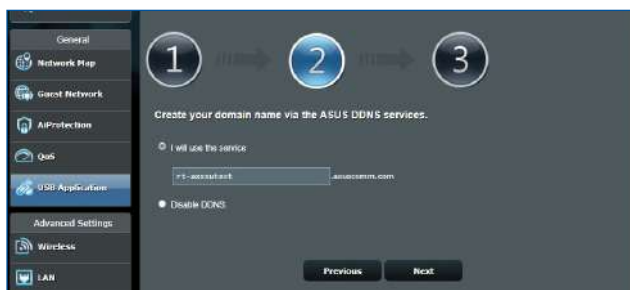 General
Network Map
Guest Network
AiProtection
QoS
USB Application
Advanced Settings
Wireless
LAN
1
2
3
Create your domain name via the ASUS DDNS services.
I will use the service
.asuscomm.com
Disable DDNS
Previous Next